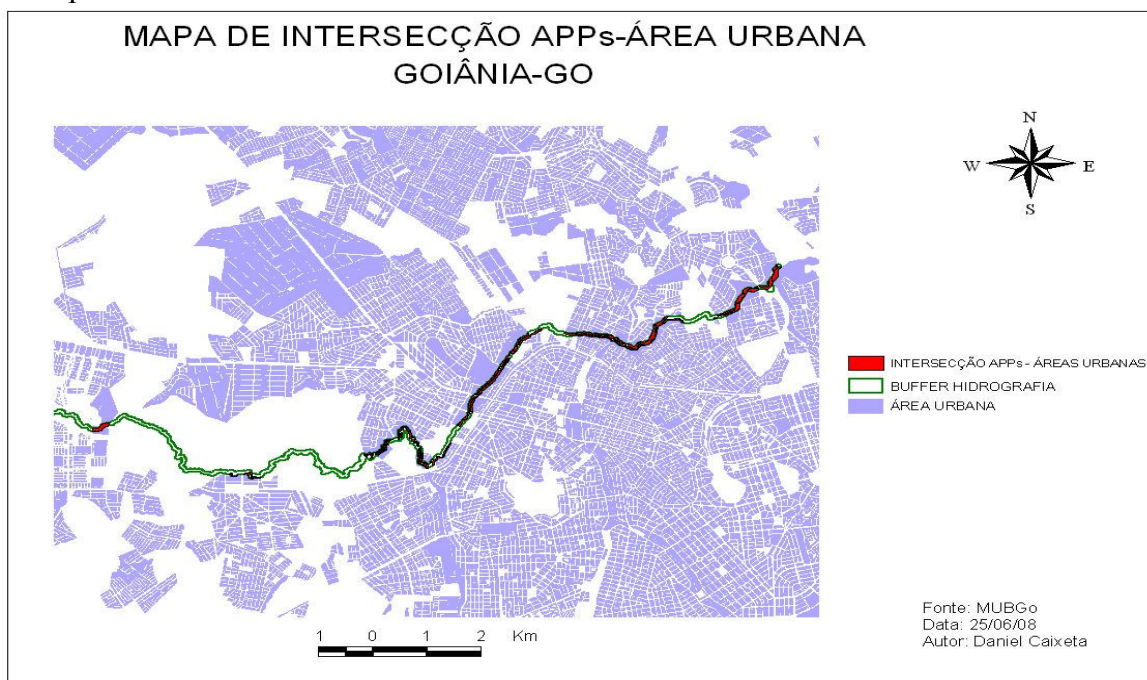 MAPA DE INTERSECÇÃO APPs-ÁREA URBANA
GOIÂNIA-GO
N
W
E
S
INTERSECÇÃO APPs - ÁREAS URBANAS
BUFFER HIDROGRAFIA
ÁREA URBANA
1 0 1 2 Km
Fonte: MUBGo
Data: 25/06/08
Autor: Daniel Caixeta